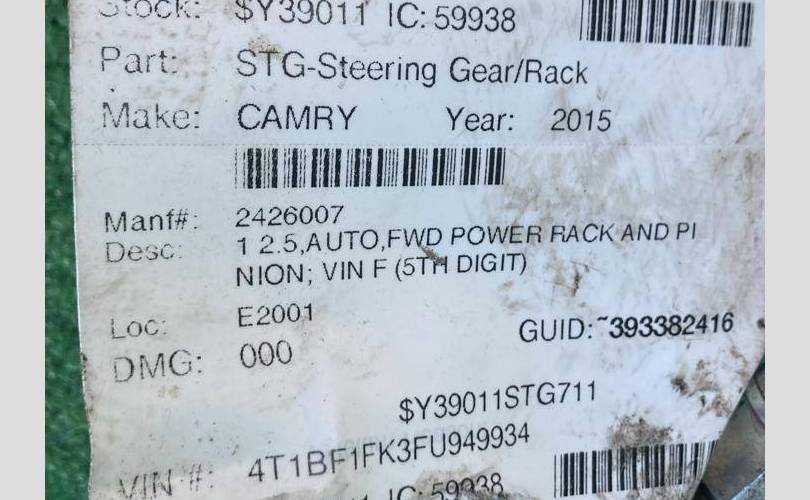 Stock: $Y39011 IC: 59938
Part: STG-Steering Gear/Rack
Make: CAMRY Year: 2015
Manf#: 2426007
Desc: 1 2.5,AUTO,FWD POWER RACK AND PI
NION; VIN F (5TH DIGIT)
Loc: E2001
GUID:~393382416
DMG: 000
$Y39011STG711
VIN #: 4T1BF1FK3FU949934
IC: 59938